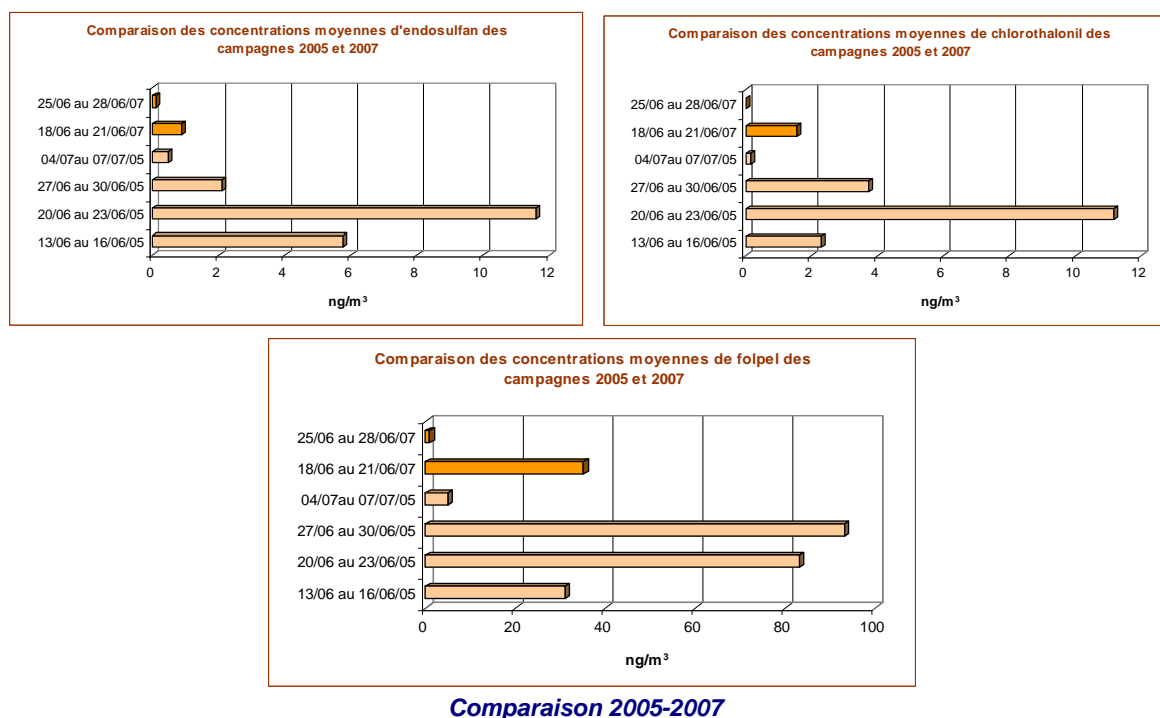 Comparaison des concentrations moyennes d'endosulfan des
campagnes 2005 et 2007
25/06 au 28/06/07
18/06 au 21/06/07
04/07au 07/07/05
27/06 au 30/06/05
20/06 au 23/06/05
13/06 au 16/06/05
0 2 4 6 8 10 12
ng/m³
Comparaison des concentrations moyennes de chlorothalonil des
campagnes 2005 et 2007
25/06 au 28/06/07
18/06 au 21/06/07
04/07au 07/07/05
27/06 au 30/06/05
20/06 au 23/06/05
13/06 au 16/06/05
0 2 4 6 8 10 12
ng/m³
Comparaison des concentrations moyennes de folpel des
campagnes 2005 et 2007
25/06 au 28/06/07
18/06 au 21/06/07
04/07au 07/07/05
27/06 au 30/06/05
20/06 au 23/06/05
13/06 au 16/06/05
0 20 40 60 80 100
ng/m³
Comparaison 2005-2007